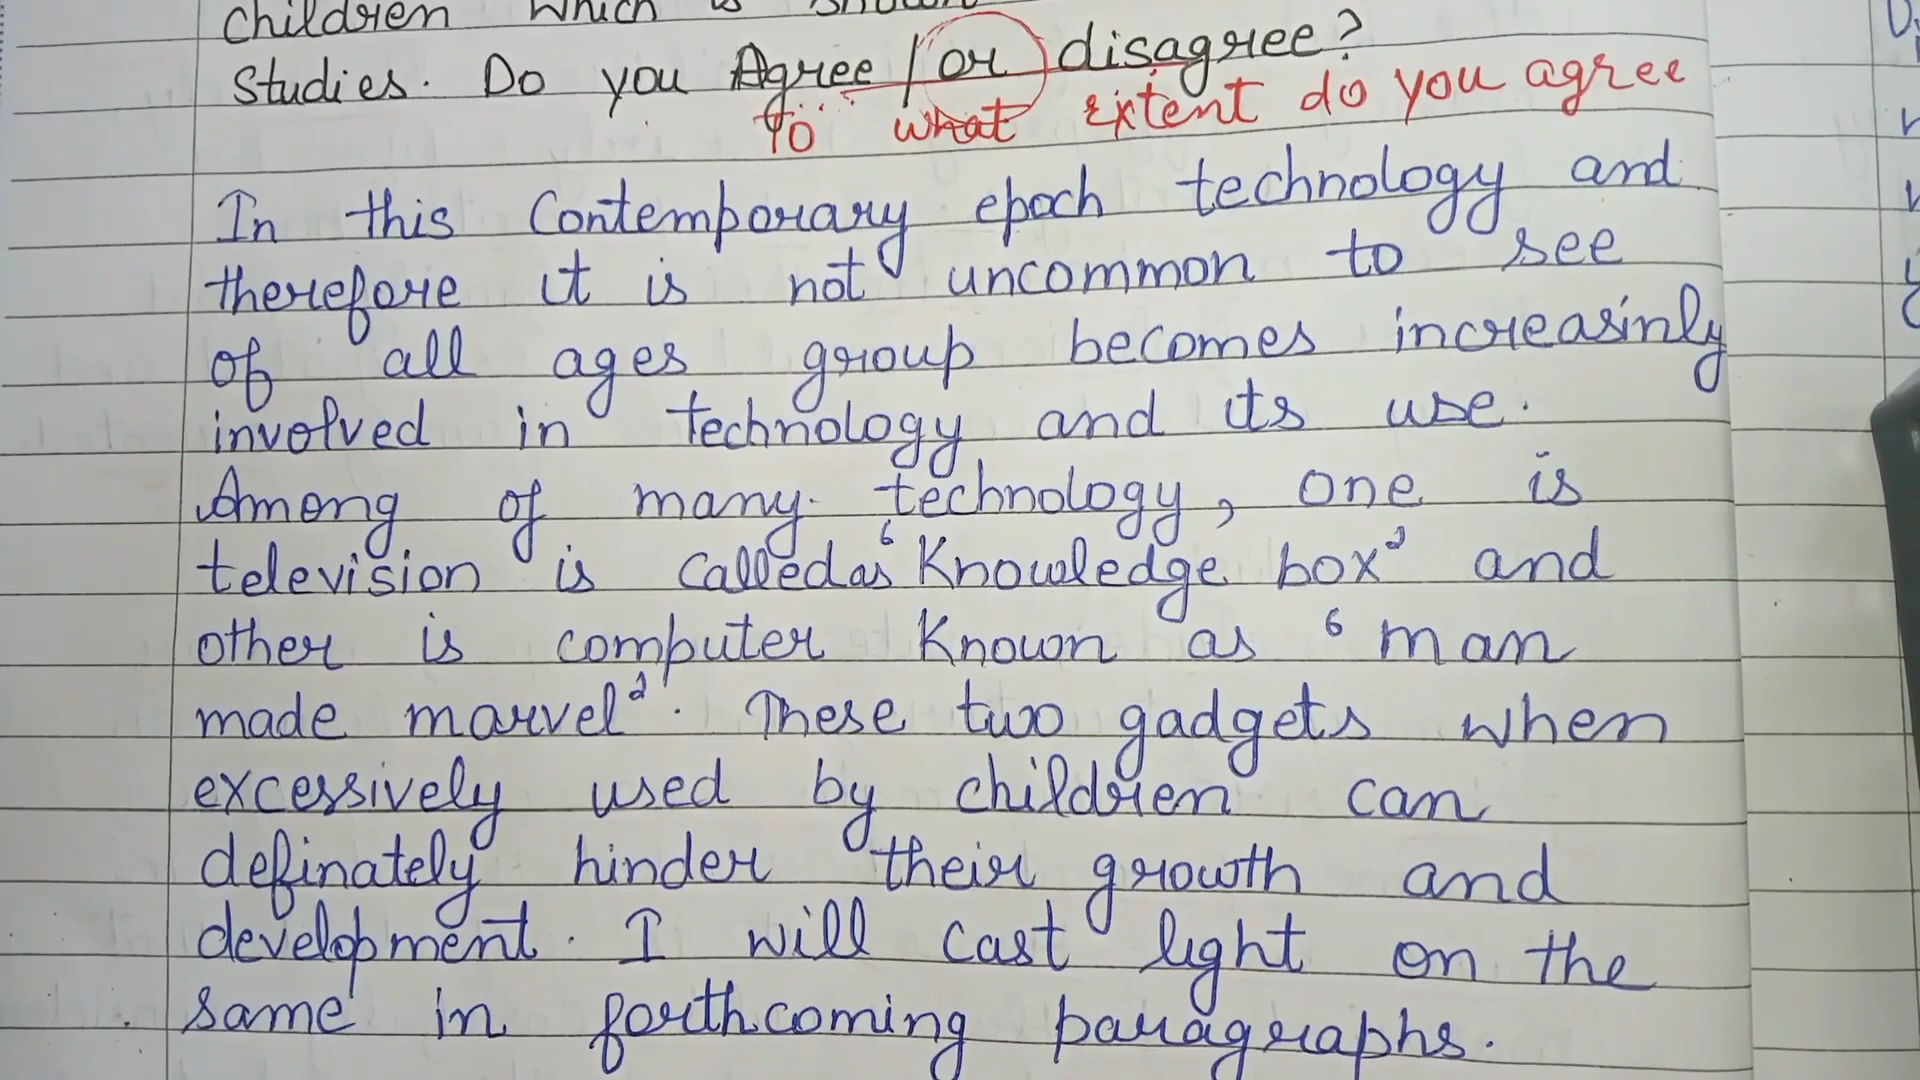 children which is
studies. Do you Agree / or disagree?
To what extent do you agree
In this Contemporary epoch technology and
therefore it is not uncommon to see
of all ages group becomes increasinly
involved in technology and its use.
Among of many technology, one is
television is called as 'Knowledge box' and
other is computer Known as 'man
made marvel'. These two gadgets when
excessively used by children can
definately hinder their growth and
development. I will cast light on the
same in forthcoming paragraphs.